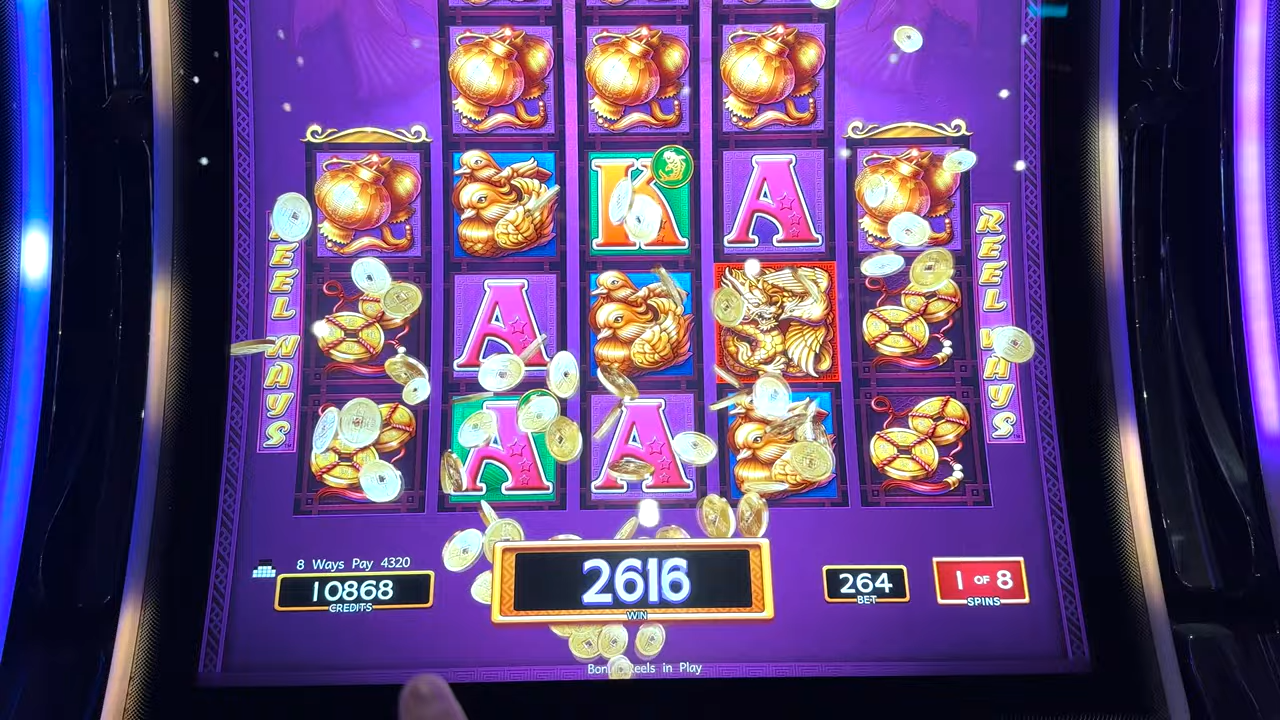 K
A
REEL WAYS
A
REEL WAYS
A
A
8 Ways Pay 4320
10868
CREDITS
2616
WIN
264
BET
1 OF 8
SPINS
Bonus Reels in Play